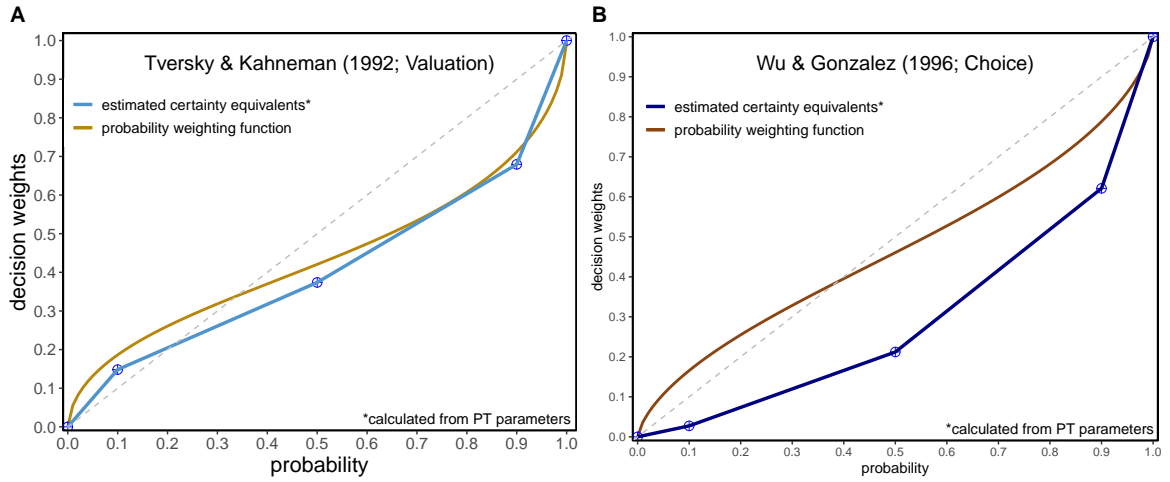 A
Tversky & Kahneman (1992; Valuation)
estimated certainty equivalents*
probability weighting function
decision weights
1.0
0.9
0.8
0.7
0.6
0.5
0.4
0.3
0.2
0.1
0.0
*calculated from PT parameters
0.0 0.1 0.2 0.3 0.4 0.5 0.6 0.7 0.8 0.9 1.0
probability
B
Wu & Gonzalez (1996; Choice)
estimated certainty equivalents*
probability weighting function
decision weights
1.0
0.9
0.8
0.7
0.6
0.5
0.4
0.3
0.2
0.1
0.0
*calculated from PT parameters
0.0 0.1 0.2 0.3 0.4 0.5 0.6 0.7 0.8 0.9 1.0
probability